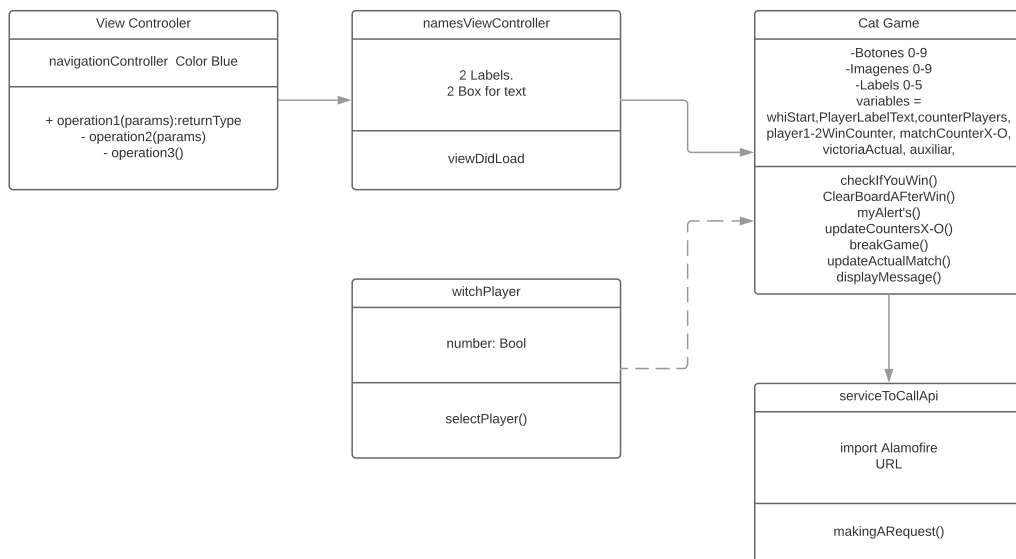 View Controoler
navigationController  Color Blue
+ operation1(params):returnType
- operation2(params)
- operation3()
namesViewController
2 Labels.
2 Box for text
viewDidLoad
Cat Game
-Botones 0-9
-Imagenes 0-9
-Labels 0-5
variables =
whiStart,PlayerLabelText,counterPlayers,
player1-2WinCounter, matchCounterX-O,
victoriaActual, auxiliar,
checkIfYouWin()
ClearBoardAFterWin()
myAlert's()
updateCountersX-O()
breakGame()
updateActualMatch()
displayMessage()
witchPlayer
number: Bool
selectPlayer()
serviceToCallApi
import Alamofire
URL
makingARequest()